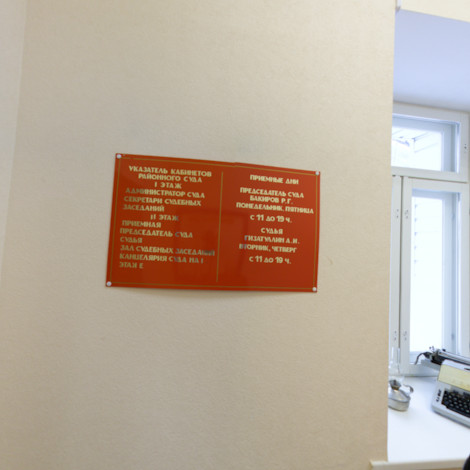 УКАЗАТЕЛЬ КАБИНЕТОВ
РАЙОННОГО СУДА
I ЭТАЖ
АДМИНИСТРАТОР СУДА
СЕКРЕТАРИ СУДЕБНЫХ
ЗАСЕДАНИЙ
II ЭТАЖ
ПРИЕМНАЯ
ПРЕДСЕДАТЕЛЬ СУДА
СУДЬЯ
ЗАЛ СУДЕБНЫХ ЗАСЕДАНИЙ
КАНЦЕЛЯРИЯ СУДА НА I
ЭТАЖЕ
ПРИЕМНЫЕ ДНИ
ПРЕДСЕДАТЕЛЬ СУДА
БАКИРОВ Р. Г.
ПОНЕДЕЛЬНИК, ПЯТНИЦА
С 11 ДО 19 Ч.
СУДЬЯ
ГИЗАТУЛИН А. И.
ВТОРНИК, ЧЕТВЕРГ
С 11 ДО 19 Ч.